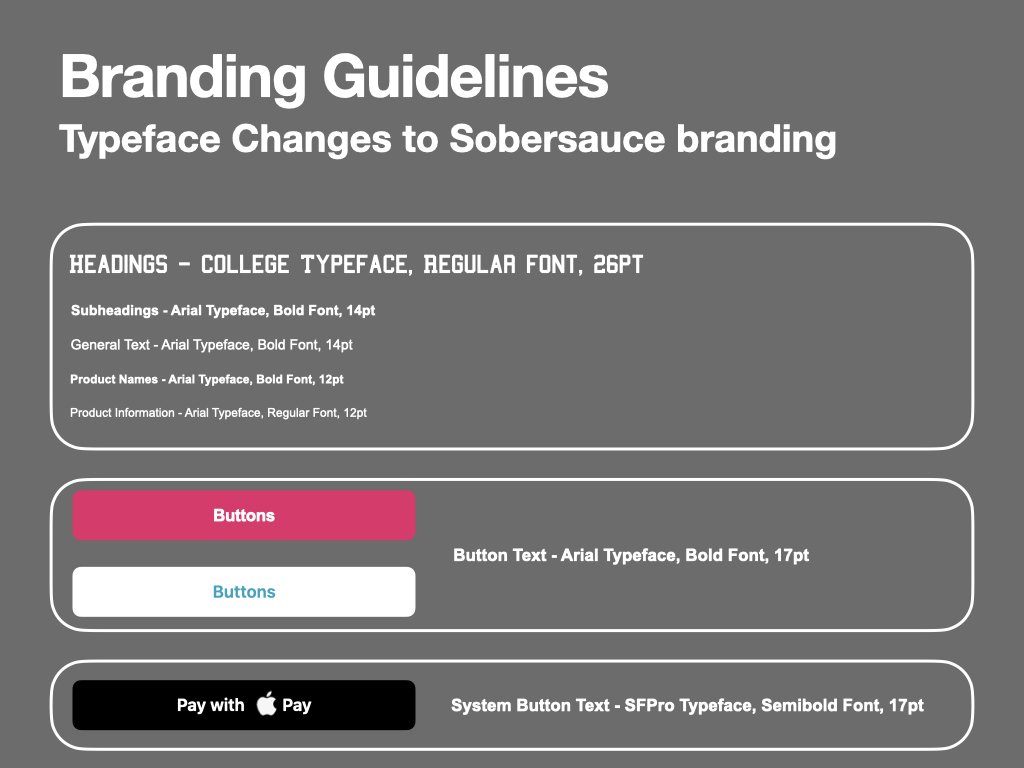 Branding Guidelines
Typeface Changes to Sobersauce branding
HEADINGS - COLLEGE TYPEFACE, REGULAR FONT, 26PT
Subheadings - Arial Typeface, Bold Font, 14pt
General Text - Arial Typeface, Bold Font, 14pt
Product Names - Arial Typeface, Bold Font, 12pt
Product Information - Arial Typeface, Regular Font, 12pt
Buttons
Button Text - Arial Typeface, Bold Font, 17pt
Buttons
Pay with Pay
System Button Text - SFPro Typeface, Semibold Font, 17pt